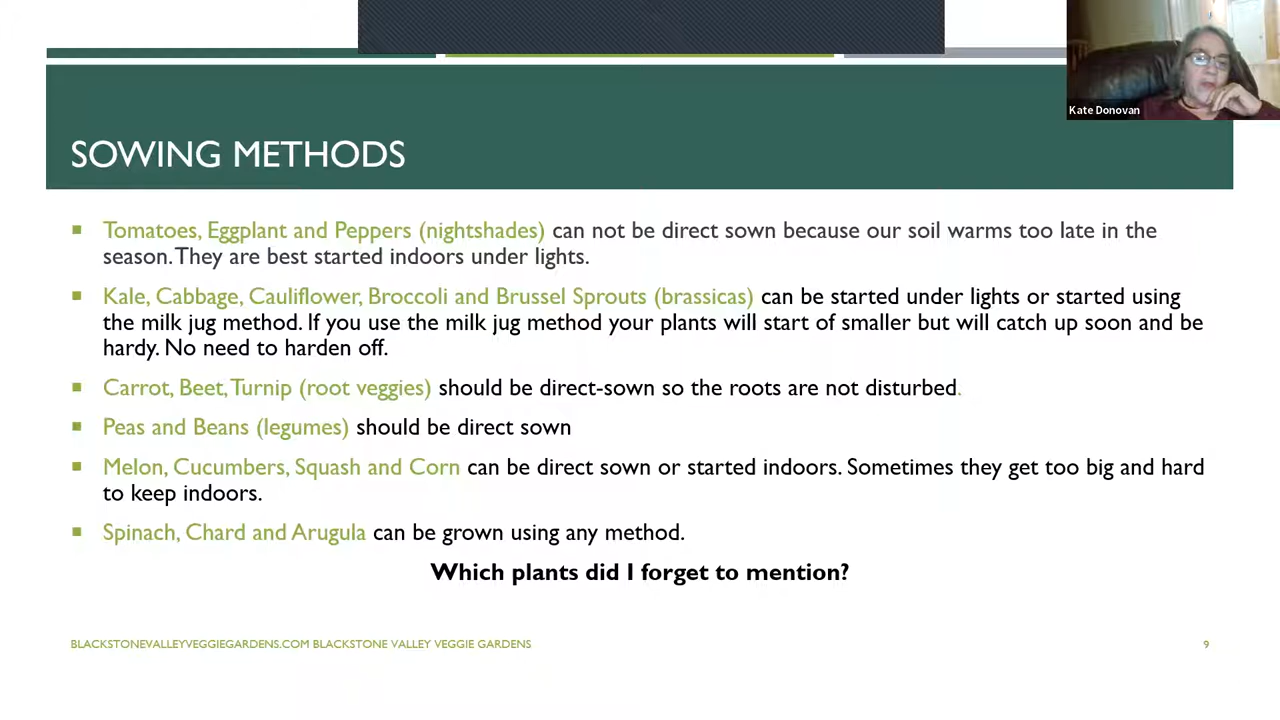 Kate Donovan
SOWING METHODS
Tomatoes, Eggplant and Peppers (nightshades) can not be direct sown because our soil warms too late in the
season. They are best started indoors under lights.
Kale, Cabbage, Cauliflower, Broccoli and Brussel Sprouts (brassicas) can be started under lights or started using
the milk jug method. If you use the milk jug method your plants will start of smaller but will catch up soon and be
hardy. No need to harden off.
Carrot, Beet, Turnip (root veggies) should be direct-sown so the roots are not disturbed.
Peas and Beans (legumes) should be direct sown
Melon, Cucumbers, Squash and Corn can be direct sown or started indoors. Sometimes they get too big and hard
to keep indoors.
Spinach, Chard and Arugula can be grown using any method.
Which plants did I forget to mention?
BLACKSTONEVALLEYVEGGIEGARDENS.COM BLACKSTONE VALLEY VEGGIE GARDENS
9